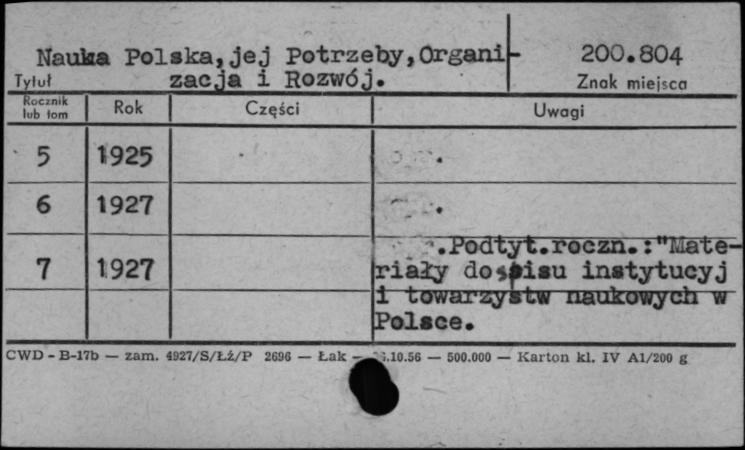 Nauka Polska,jej Potrzeby,Organi- 200.804
Tytuł zacja i Rozwój. Znak miejsca
Rocznik lub tom Rok Części Uwagi
5 1925 .
6 1927 .
.Podtyt.roczn.:"Mate-
7 1927 riały do spisu instytucyj
i towarzystw naukowych w
Polsce.
CWD - B-17b — zam. 4927/S/Łź/P 2696 — Łak — .10.56 — 500.000 — Karton kl. IV A1/200 g